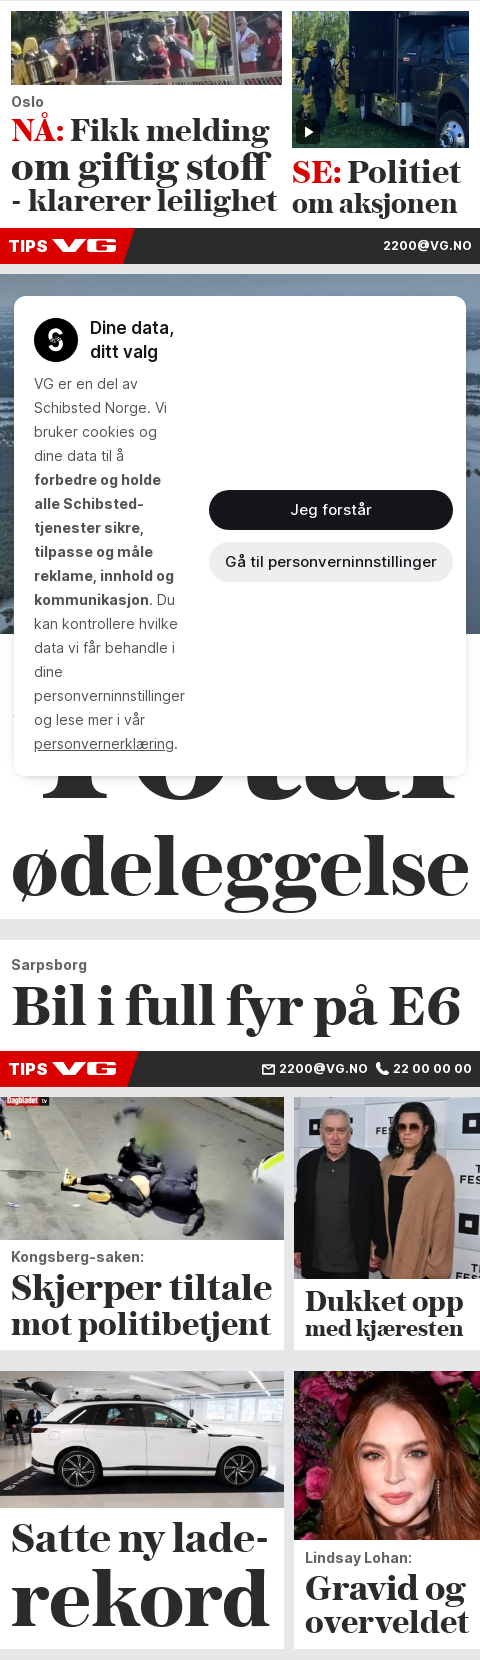 Oslo
NÅ: Fikk melding
om giftig stoff
- klarerer leilighet
SE: Politiet
om aksjonen
TIPS VG
2200@VG.NO
Dine data,
ditt valg
VG er en del av
Schibsted Norge. Vi
bruker cookies og
dine data til å
forbedre og holde
alle Schibsted-
tjenester sikre,
tilpasse og måle
reklame, innhold og
kommunikasjon. Du
kan kontrollere hvilke
data vi får behandle i
dine
personverninnstillinger
og lese mer i vår
personvernerklæring.
Jeg forstår
Gå til personverninnstillinger
ødeleggelse
Sarpsborg
Bil i full fyr på E6
TIPS VG
2200@VG.NO 22 00 00 00
Dagbladet tv
Kongsberg-saken:
Skjerper tiltale
mot politibetjent
Dukket opp
med kjæresten
Satte ny lade-
rekord
Lindsay Lohan:
Gravid og
overveldet